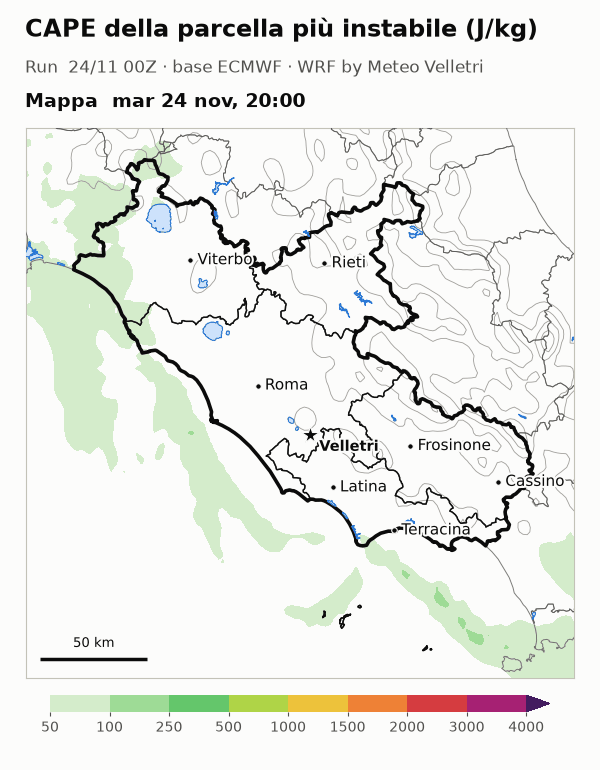 CAPE della parcella più instabile (J/kg)
Run  24/11 00Z · base ECMWF · WRF by Meteo Velletri
Mappa  mar 24 nov, 20:00
Viterbo
Rieti
Roma
Velletri
Frosinone
Cassino
Latina
Terracina
50 km
50 100 250 500 1000 1500 2000 3000 4000